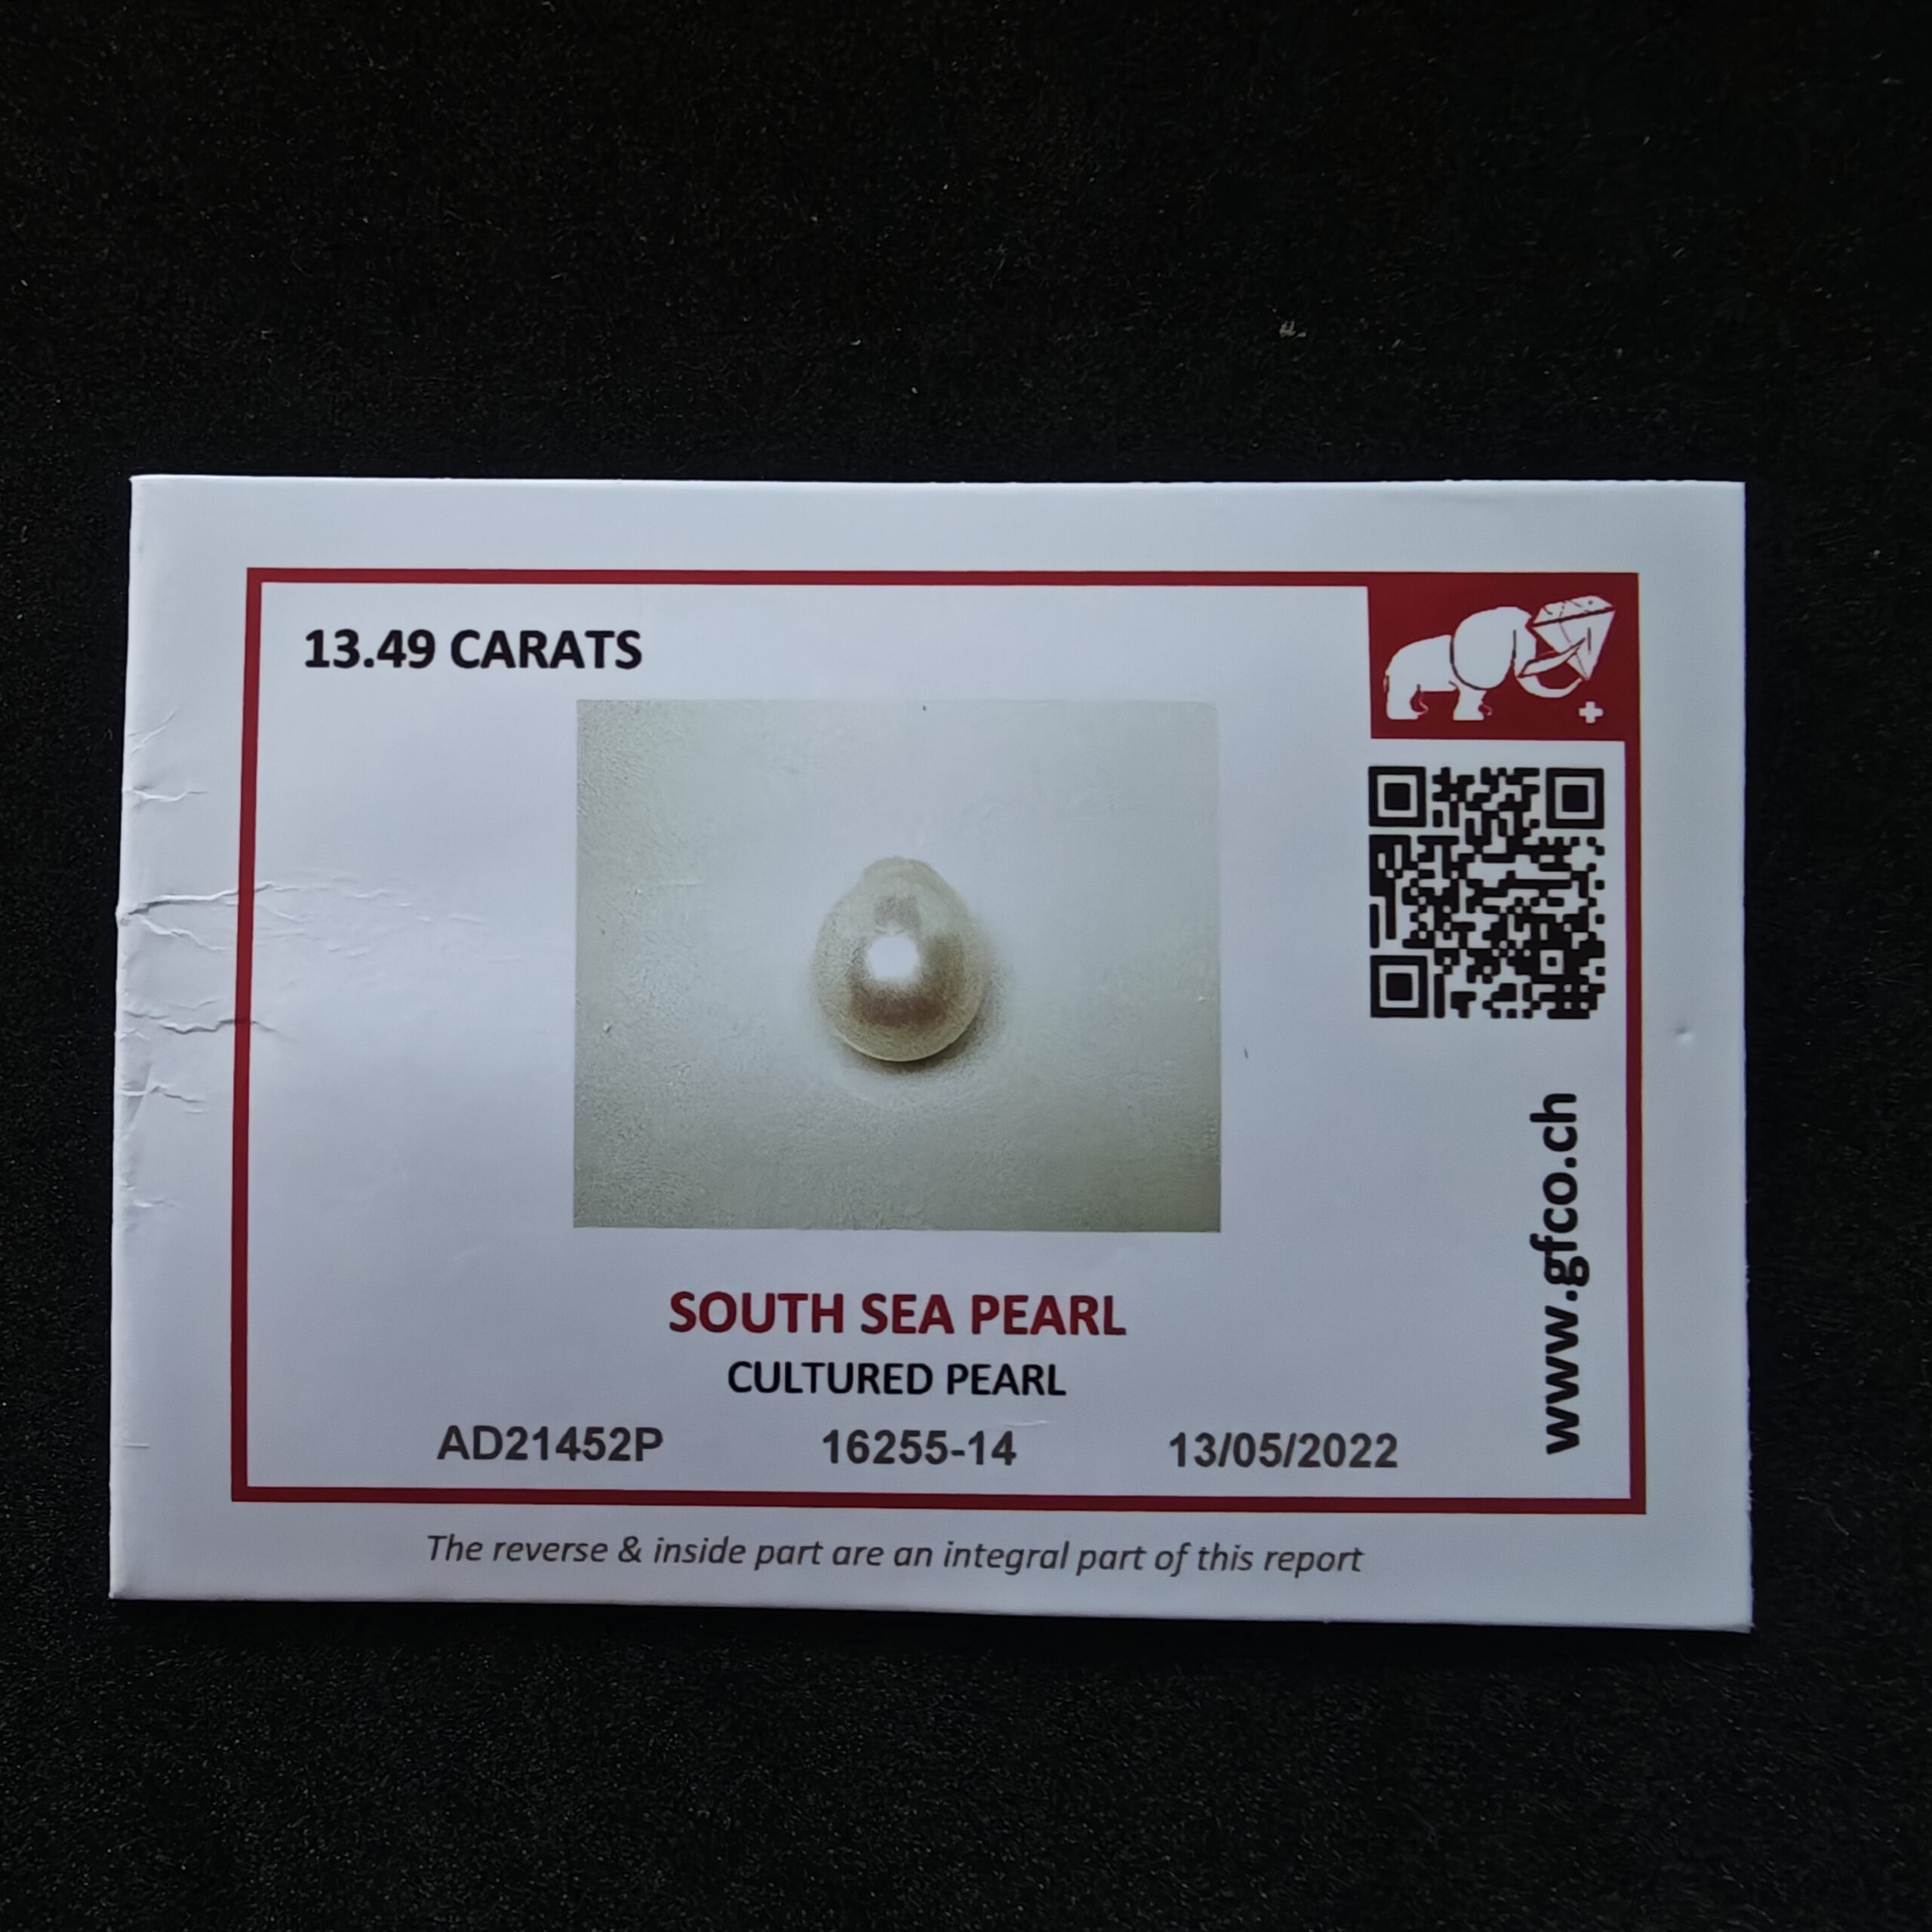 13.49 CARATS
www.gfco.ch
SOUTH SEA PEARL
CULTURED PEARL
AD21452P 16255-14 13/05/2022
The reverse & inside part are an integral part of this report